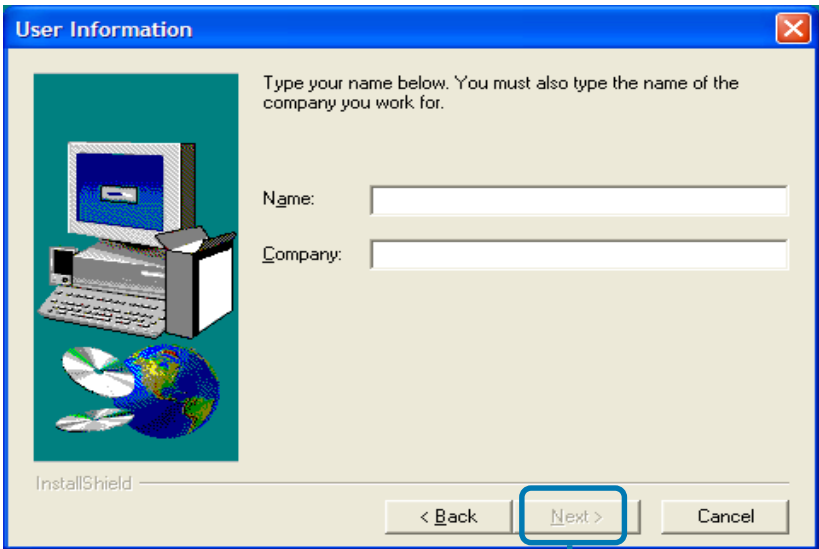 User Information
Type your name below. You must also type the name of the
company you work for.
Name:
Company:
InstallShield
< Back
Next >
Cancel